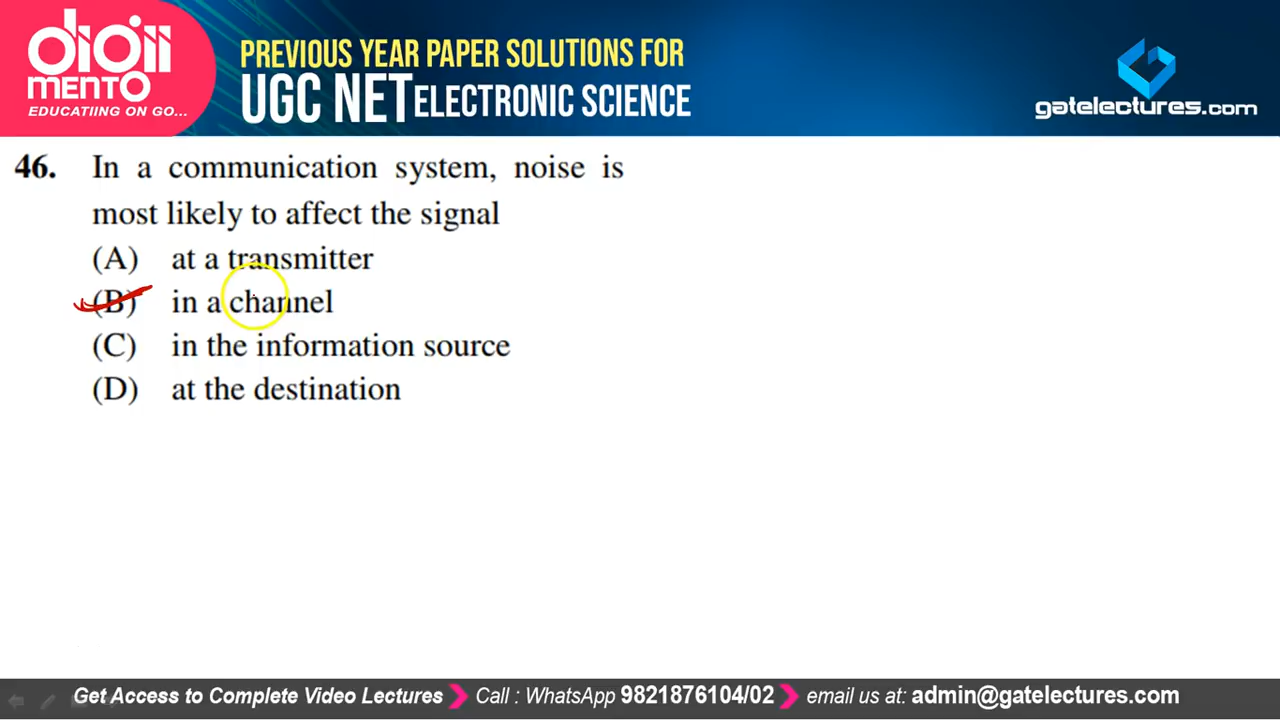 dioii
MENTO
EDUCATIING ON GO...
PREVIOUS YEAR PAPER SOLUTIONS FOR
UGC NET ELECTRONIC SCIENCE
gatelectures.com
46. In a communication system, noise is
most likely to affect the signal
(A) at a transmitter
(B) in a channel
(C) in the information source
(D) at the destination
Get Access to Complete Video Lectures Call : WhatsApp 9821876104/02 email us at: admin@gatelectures.com